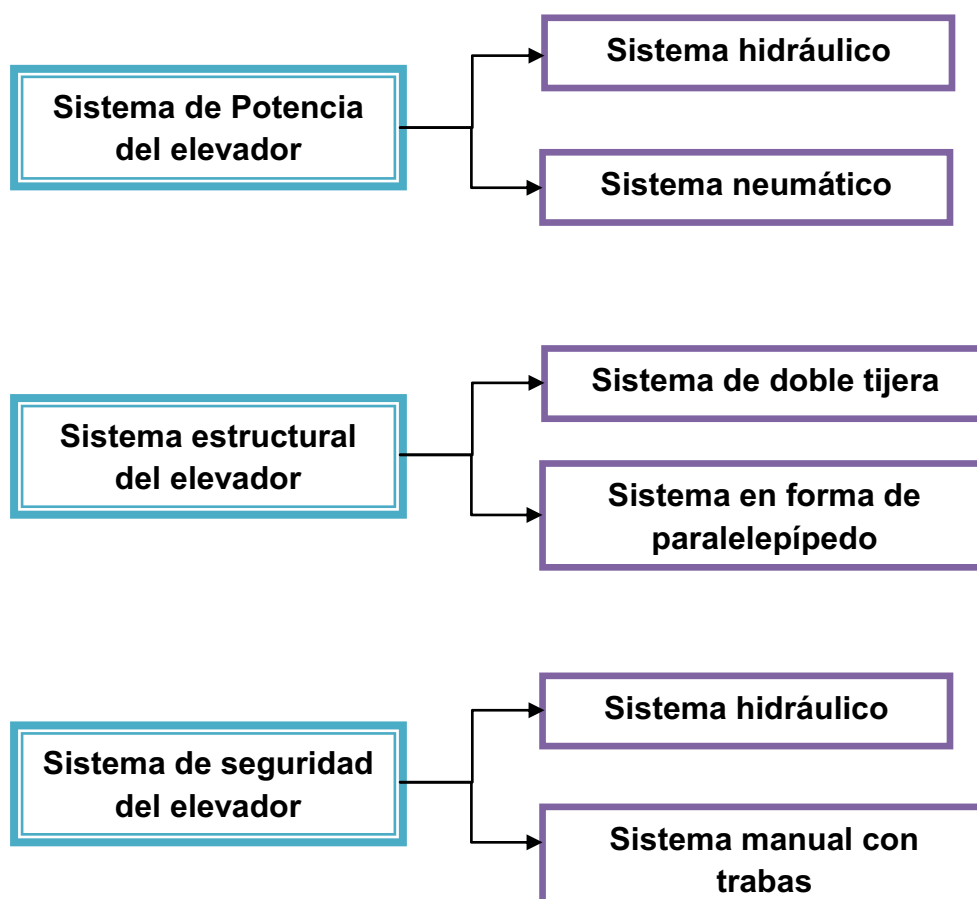 Sistema de Potencia
del elevador
Sistema hidráulico
Sistema neumático
Sistema estructural
del elevador
Sistema de doble tijera
Sistema en forma de
paralelepípedo
Sistema de seguridad
del elevador
Sistema hidráulico
Sistema manual con
trabas